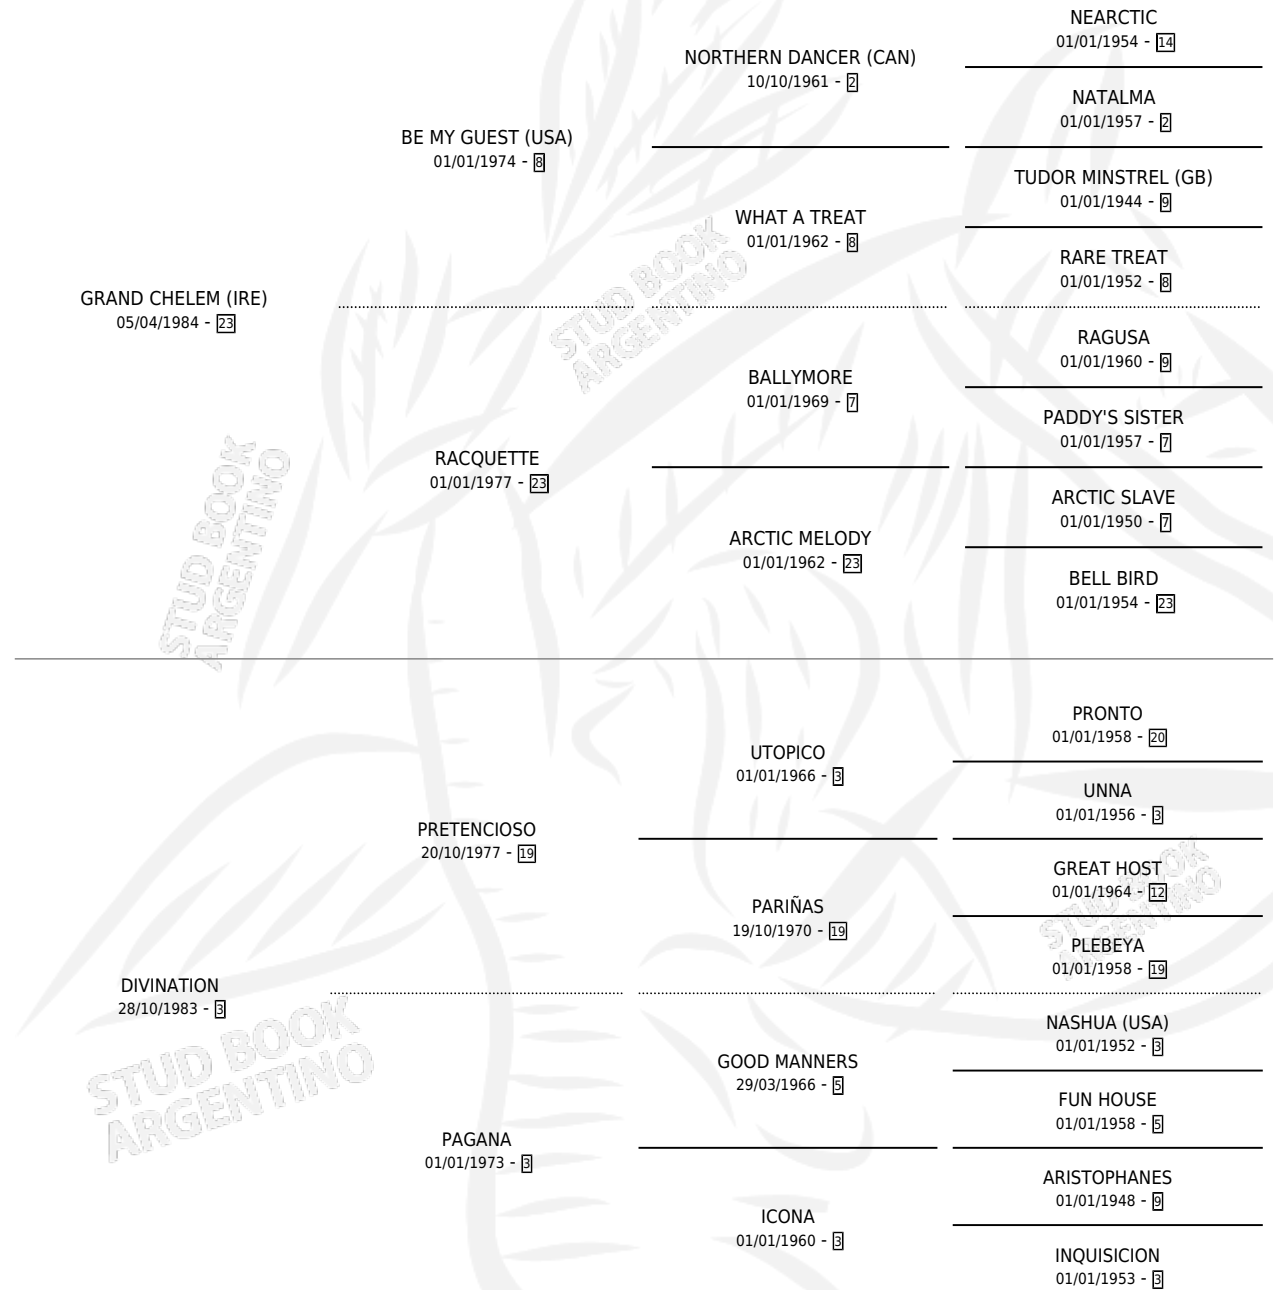 NEARCTIC
01/01/1954 - 14
NORTHERN DANCER (CAN)
10/10/1961 - 2
NATALMA
01/01/1957 - 2
BE MY GUEST (USA)
01/01/1974 - 8
TUDOR MINSTREL (GB)
01/01/1944 - 9
WHAT A TREAT
01/01/1962 - 8
RARE TREAT
01/01/1952 - 8
GRAND CHELEM (IRE)
05/04/1984 - 23
STUD BOOK
ARGENTINO
RAGUSA
01/01/1960 - 9
BALLYMORE
01/01/1969 - 7
PADDY'S SISTER
01/01/1957 - 7
RACQUETTE
01/01/1977 - 23
ARCTIC SLAVE
01/01/1950 - 7
ARCTIC MELODY
01/01/1962 - 23
BELL BIRD
01/01/1954 - 23
STUD BOOK
ARGENTINO
PRONTO
01/01/1958 - 20
UTOPICO
01/01/1966 - 3
UNNA
01/01/1956 - 3
PRETENCIOSO
20/10/1977 - 19
GREAT HOST
01/01/1964 - 12
PARIÑAS
19/10/1970 - 19
PLEBEYA
01/01/1958 - 19
STUD BOOK
ARGENTINO
DIVINATION
28/10/1983 - 3
STUD BOOK
ARGENTINO
NASHUA (USA)
01/01/1952 - 3
GOOD MANNERS
29/03/1966 - 5
FUN HOUSE
01/01/1958 - 5
PAGANA
01/01/1973 - 3
ARISTOPHANES
01/01/1948 - 9
ICONA
01/01/1960 - 3
INQUISICION
01/01/1953 - 3